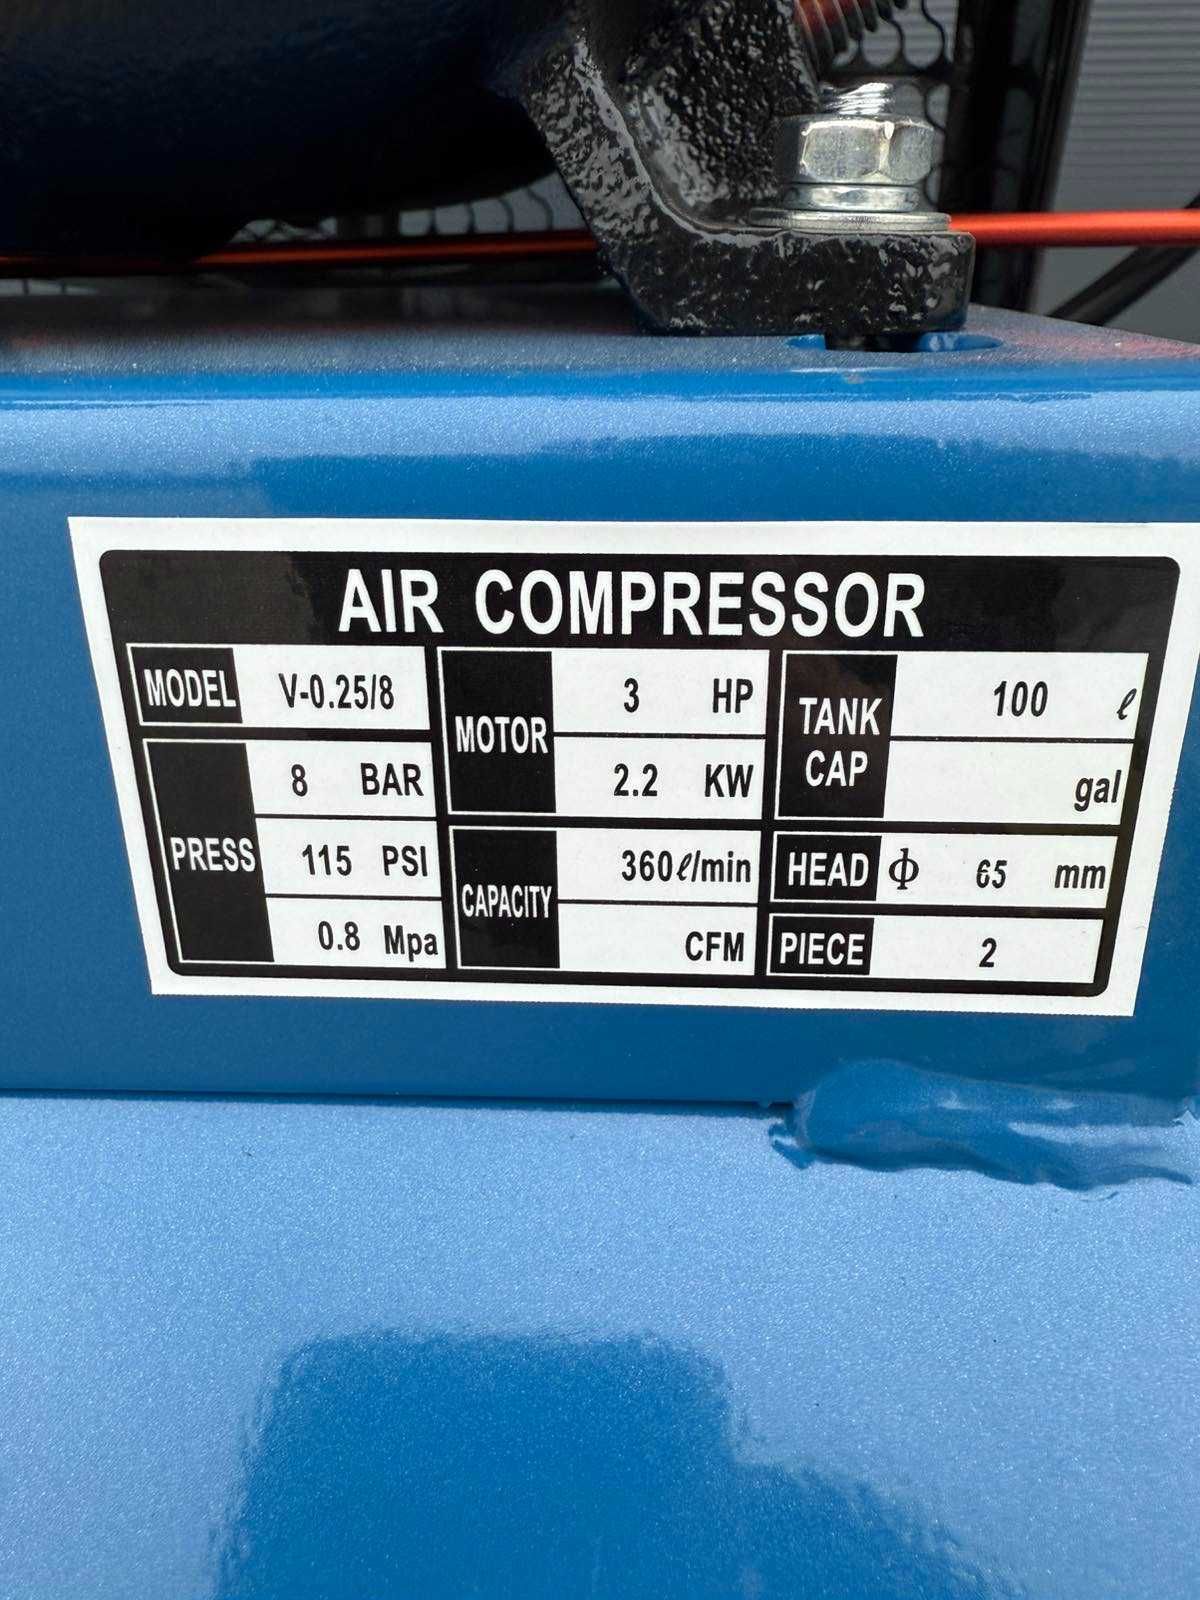 AIR COMPRESSOR
MODEL V-0.25/8
PRESS
8 BAR
115 PSI
0.8 Mpa
MOTOR
3 HP
2.2 KW
CAPACITY
360ℓ/min
CFM
TANK CAP
100 ℓ
gal
HEAD ф 65 mm
PIECE 2